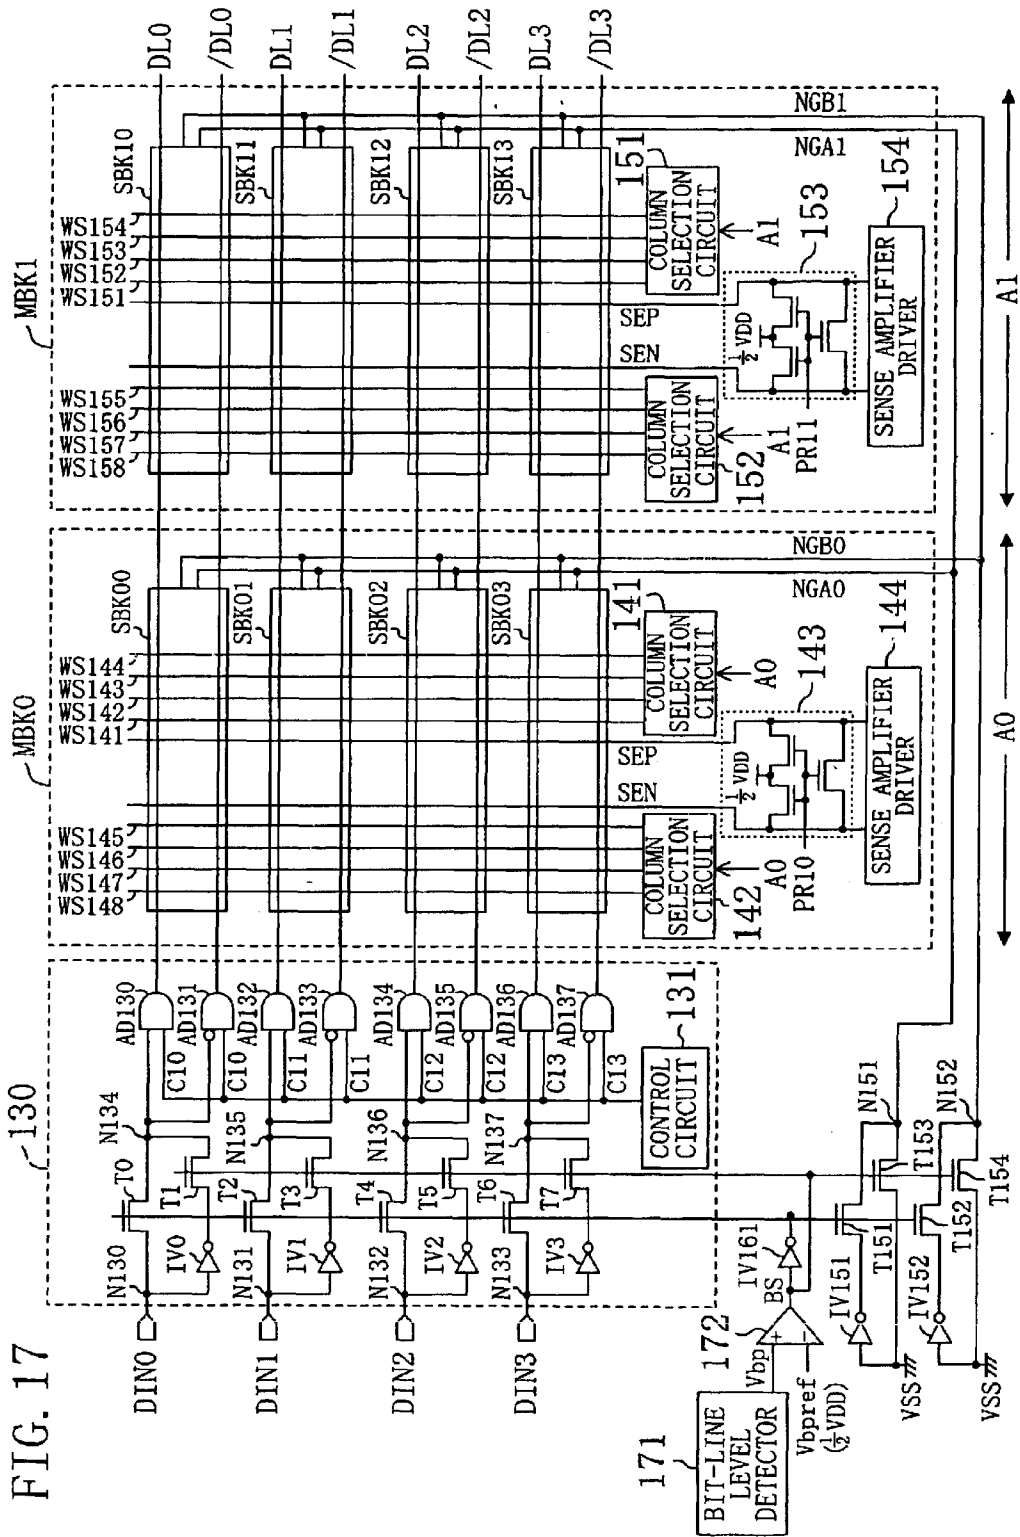 FIG. 17
130
MBK0
MBK1
WS148
WS147
WS146
WS145
WS141
WS142
WS143
WS144
WS158
WS157
WS156
WS155
WS151
WS152
WS153
WS154
DIN0
N130
T0
N134
IV0
T1
C10
AD130
C10
AD131
SBK00
SBK10
DL0
/DL0
DIN1
N131
T2
N135
IV1
T3
C11
AD132
C11
AD133
SBK01
SBK11
DL1
/DL1
DIN2
N132
T4
N136
IV2
T5
C12
AD134
C12
AD135
SBK02
SBK12
DL2
/DL2
DIN3
N133
T6
N137
IV3
T7
C13
AD136
C13
AD137
SBK03
SBK13
DL3
/DL3
CONTROL
CIRCUIT
131
SEN
SEP
COLUMN
SELECTION
CIRCUIT
142
A0
COLUMN
SELECTION
CIRCUIT
141
A0
PR10
½ VDD
143
SENSE AMPLIFIER
DRIVER
144
NGA0
NGB0
A0
SEN
SEP
COLUMN
SELECTION
CIRCUIT
152
A1
COLUMN
SELECTION
CIRCUIT
151
A1
PR11
½ VDD
153
SENSE AMPLIFIER
DRIVER
154
NGA1
NGB1
A1
171
BIT-LINE
LEVEL
DETECTOR
Vbp
Vbpref
(½VDD)
172
+
−
BS
IV161
IV151
T151
T153
N151
VSS
IV152
T152
T154
N152
VSS